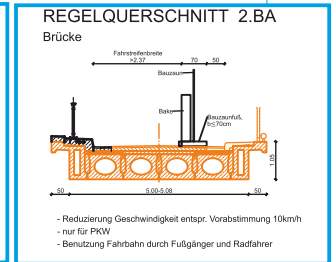 REGELQUERSCHNITT 2.BA
Brücke
Fahrstreifenbreite
>2.37 70 50
Bauzaun
Bake
Bauzaunfuß,
b≤70cm
1.05
50 5.00-5.08 50
- Reduzierung Geschwindigkeit entspr. Vorabstimmung 10km/h
- nur für PKW
- Benutzung Fahrbahn durch Fußgänger und Radfahrer